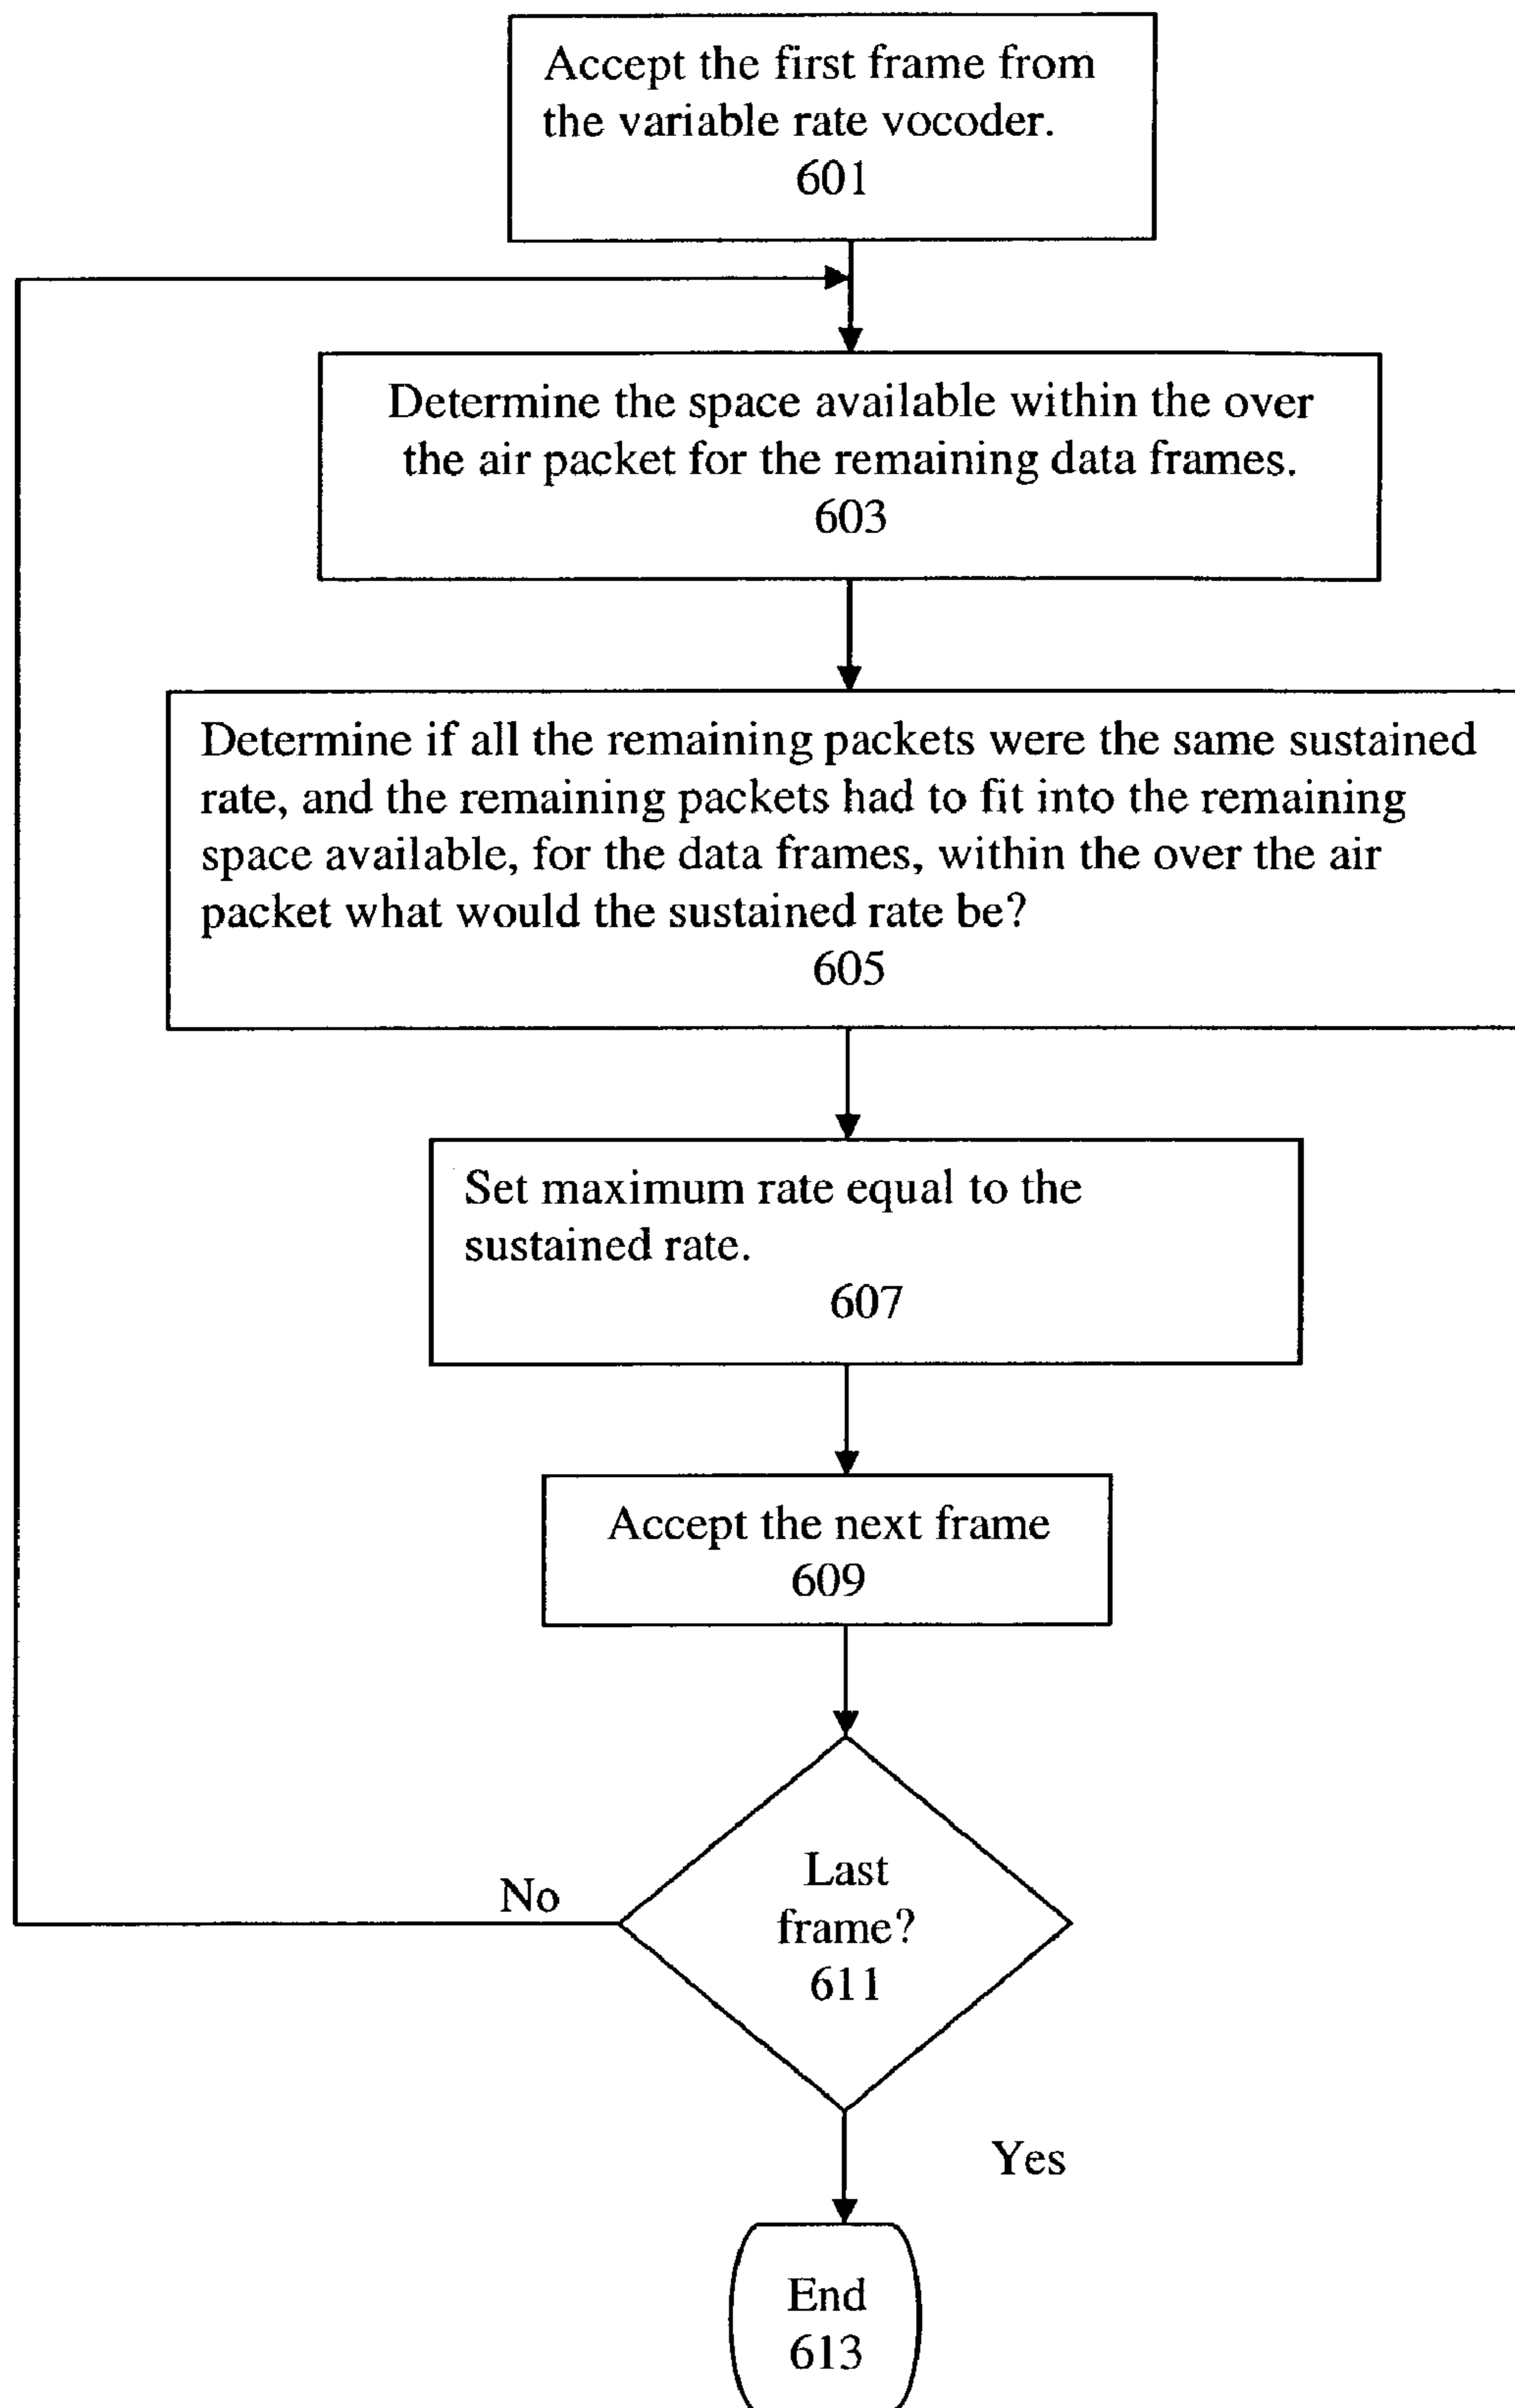 Accept the first frame from
the variable rate vocoder.
601
Determine the space available within the over
the air packet for the remaining data frames.
603
Determine if all the remaining packets were the same sustained
rate, and the remaining packets had to fit into the remaining
space available, for the data frames, within the over the air
packet what would the sustained rate be?
605
Set maximum rate equal to the
sustained rate.
607
Accept the next frame
609
Last
frame?
611
No
Yes
End
613